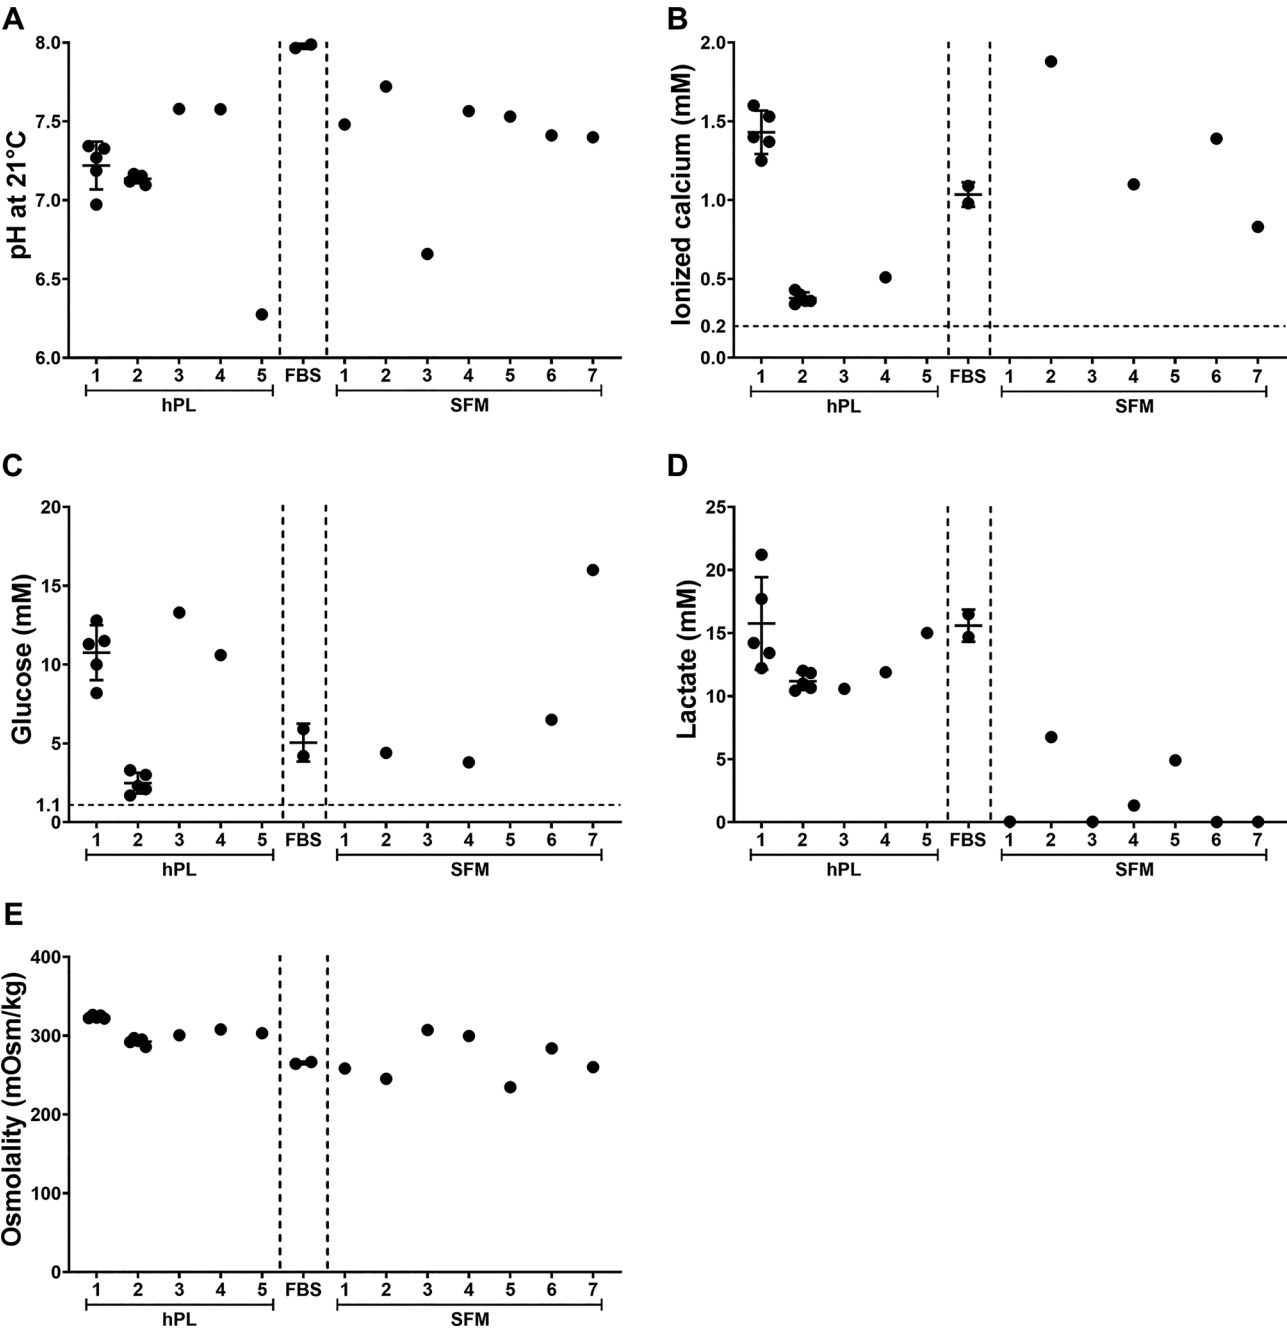 A
pH at 21°C
8.0
7.5
7.0
6.5
6.0
1 2 3 4 5 FBS 1 2 3 4 5 6 7
hPL SFM
B
Ionized calcium (mM)
2.0
1.5
1.0
0.5
0.2
0.0
1 2 3 4 5 FBS 1 2 3 4 5 6 7
hPL SFM
C
Glucose (mM)
20
15
10
5
1.1
0
1 2 3 4 5 FBS 1 2 3 4 5 6 7
hPL SFM
D
Lactate (mM)
25
20
15
10
5
0
1 2 3 4 5 FBS 1 2 3 4 5 6 7
hPL SFM
E
Osmolality (mOsm/kg)
400
300
200
100
0
1 2 3 4 5 FBS 1 2 3 4 5 6 7
hPL SFM